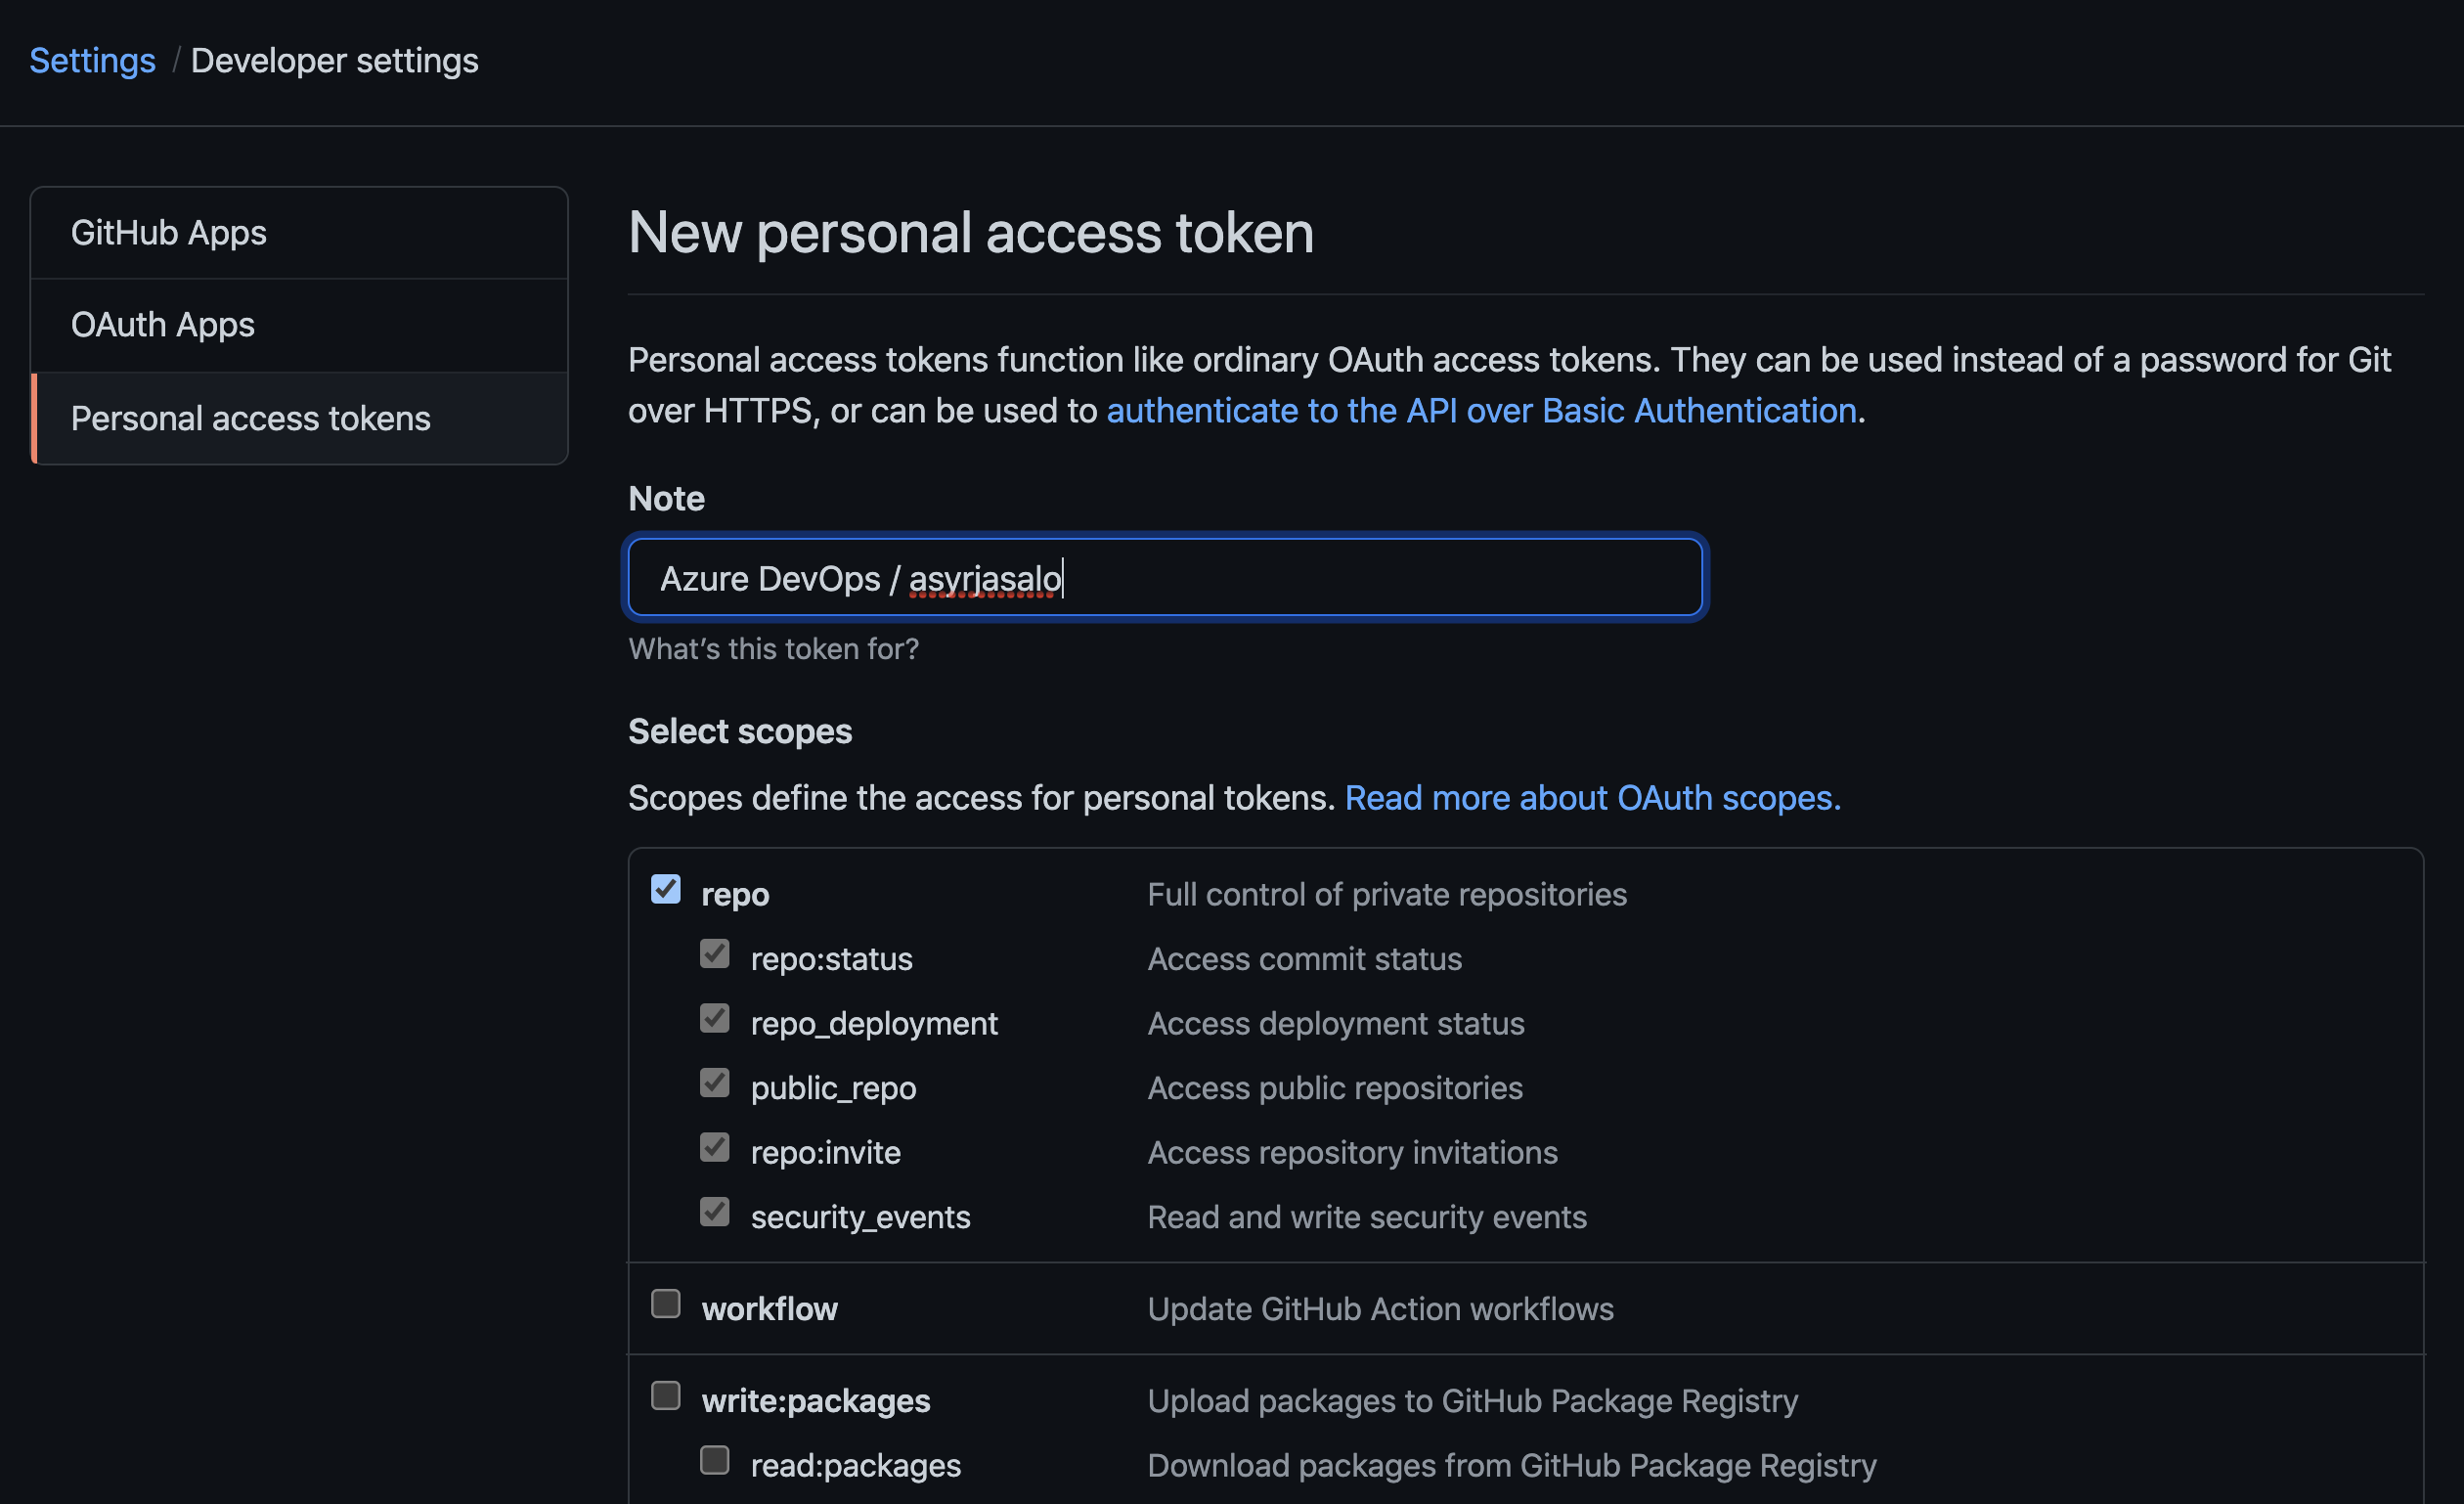 Settings / Developer settings
GitHub Apps
OAuth Apps
Personal access tokens
New personal access token
Personal access tokens function like ordinary OAuth access tokens. They can be used instead of a password for Git
over HTTPS, or can be used to authenticate to the API over Basic Authentication.
Note
Azure DevOps / asyrjasalo
What's this token for?
Select scopes
Scopes define the access for personal tokens. Read more about OAuth scopes.
repo Full control of private repositories
repo:status Access commit status
repo_deployment Access deployment status
public_repo Access public repositories
repo:invite Access repository invitations
security_events Read and write security events
workflow Update GitHub Action workflows
write:packages Upload packages to GitHub Package Registry
read:packages Download packages from GitHub Package Registry